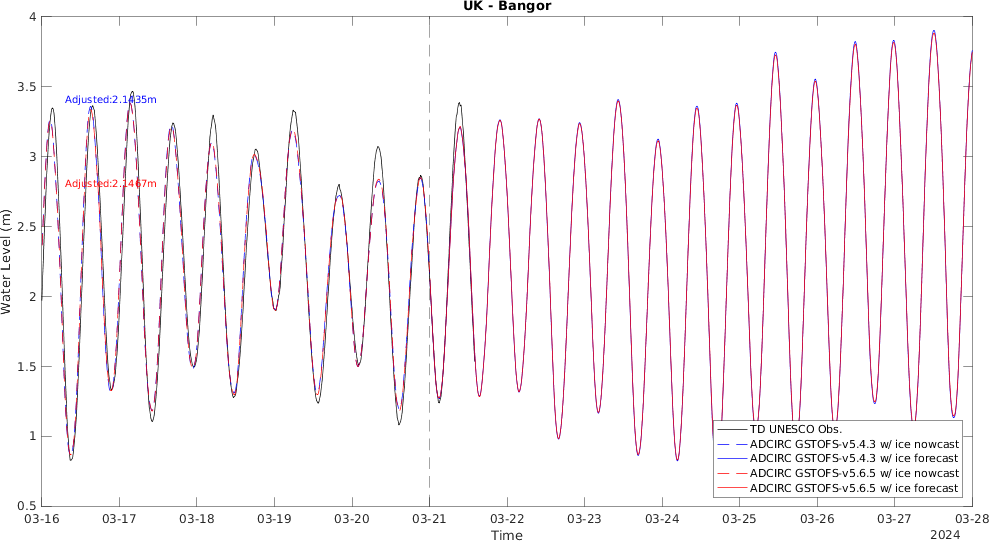 UK - Bangor
4
3.5
3
2.5
2
1.5
1
0.5
Water Level (m)
Adjusted:2.1435m
Adjusted:2.1467m
TD UNESCO Obs.
ADCIRC GSTOFS-v5.4.3 w/ ice nowcast
ADCIRC GSTOFS-v5.4.3 w/ ice forecast
ADCIRC GSTOFS-v5.6.5 w/ ice nowcast
ADCIRC GSTOFS-v5.6.5 w/ ice forecast
03-16 03-17 03-18 03-19 03-20 03-21 03-22 03-23 03-24 03-25 03-26 03-27 03-28
Time
2024